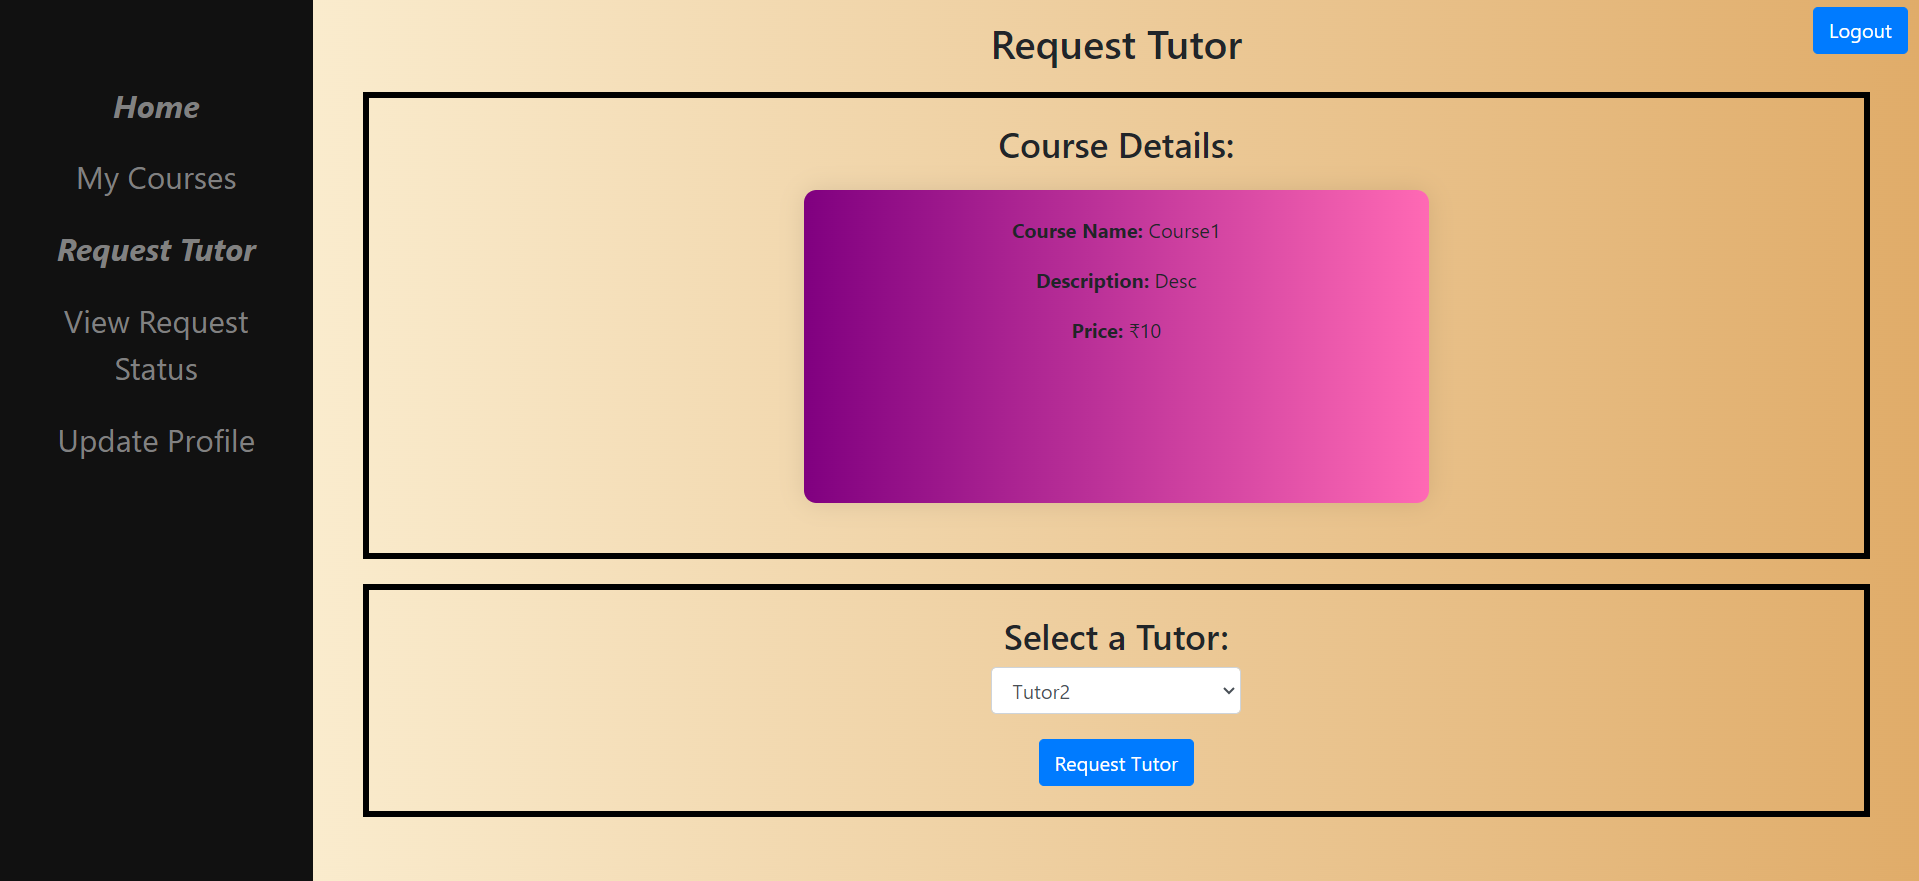 Home
My Courses
Request Tutor
View Request
Status
Update Profile
Request Tutor
Logout
Course Details:
Course Name: Course1
Description: Desc
Price: ₹10
Select a Tutor:
Tutor2
Request Tutor